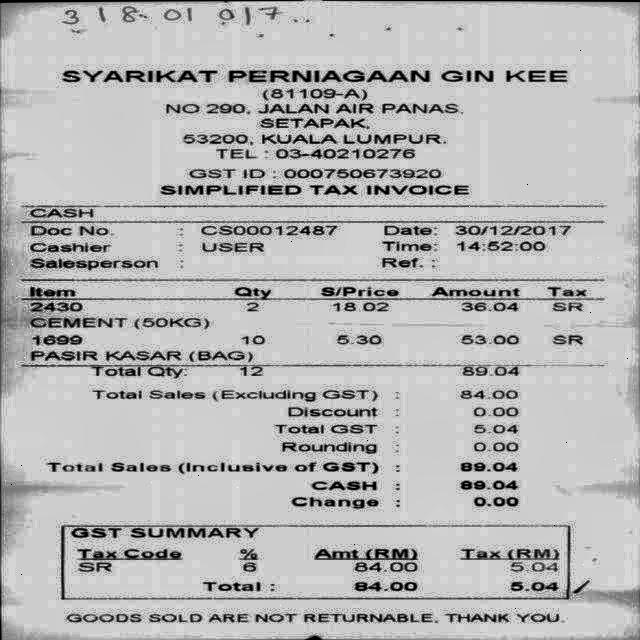 318.01 017..
SYARIKAT PERNIAGAAN GIN KEE
(81109-A)
NO 290, JALAN AIR PANAS,
SETAPAK,
53200, KUALA LUMPUR.
TEL : 03-40210276
GST ID : 000750673920
SIMPLIFIED TAX INVOICE
CASH
Doc No. : CS00012487 Date: 30/12/2017
Cashier : USER Time: 14:52:00
Salesperson : Ref. :
Item Qty S/Price Amount Tax
2430 2 18.02 36.04 SR
CEMENT (50KG)
1699 10 5.30 53.00 SR
PASIR KASAR (BAG)
Total Qty: 12 89.04
Total Sales (Excluding GST) : 84.00
Discount : 0.00
Total GST : 5.04
Rounding : 0.00
Total Sales (Inclusive of GST) : 89.04
CASH : 89.04
Change : 0.00
GST SUMMARY
Tax Code % Amt (RM) Tax (RM)
SR 6 84.00 5.04
Total : 84.00 5.04
GOODS SOLD ARE NOT RETURNABLE, THANK YOU.